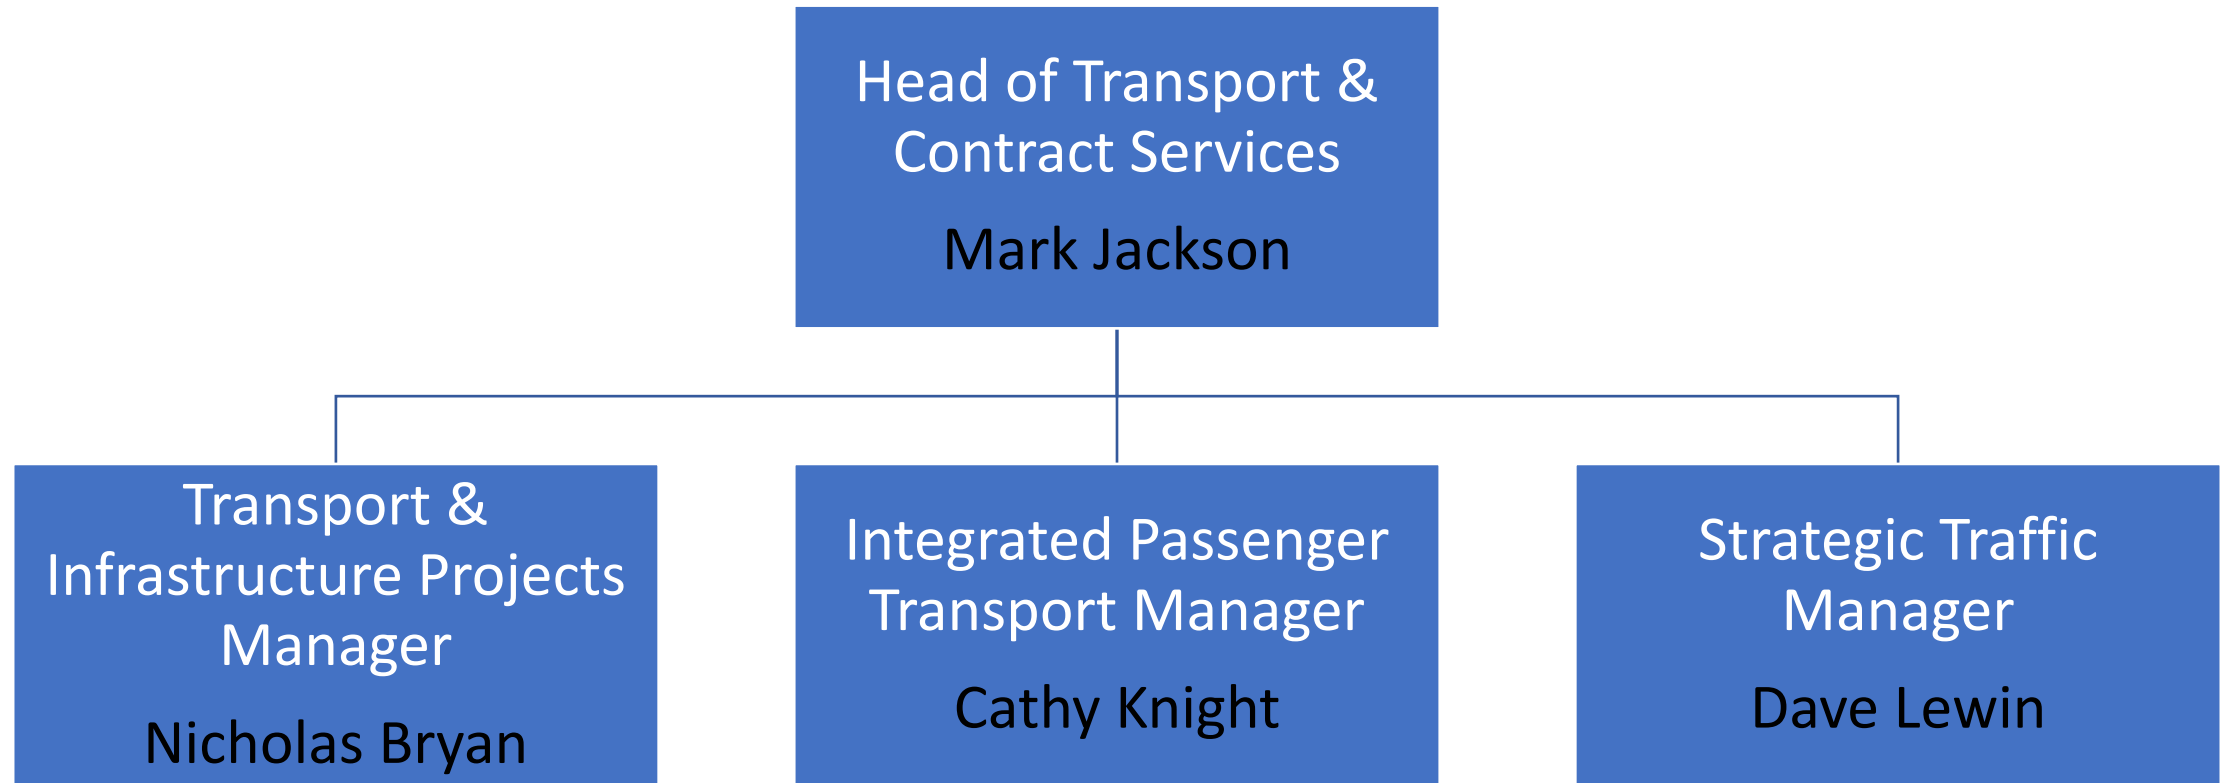 Head of Transport &
Contract Services
Mark Jackson
Transport &
Infrastructure Projects
Manager
Nicholas Bryan
Integrated Passenger
Transport Manager
Cathy Knight
Strategic Traffic
Manager
Dave Lewin